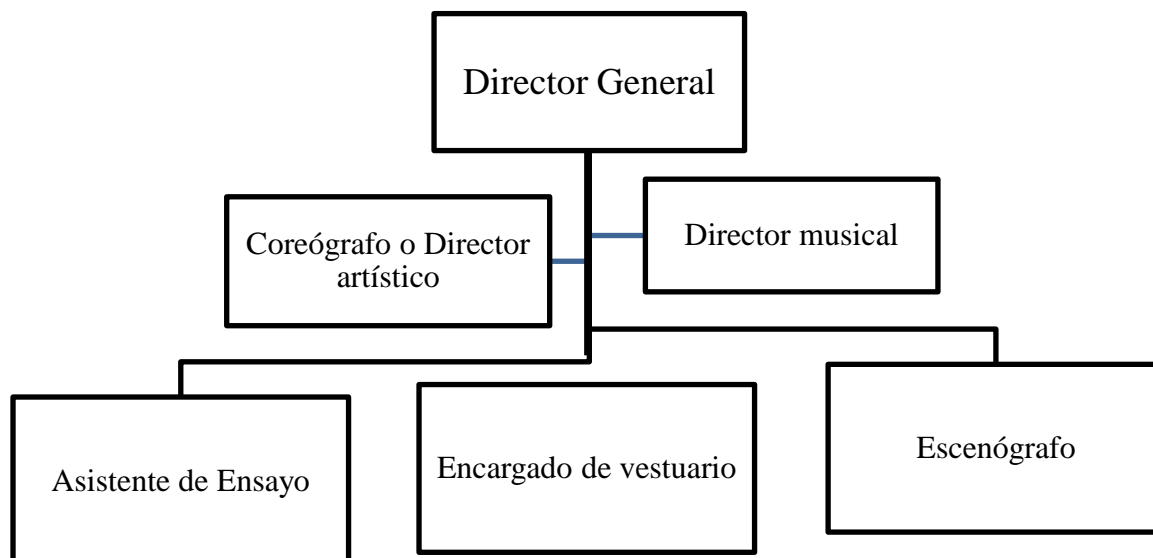 Director General
Director musical
Coreógrafo o Director
artístico
Asistente de Ensayo
Encargado de vestuario
Escenógrafo